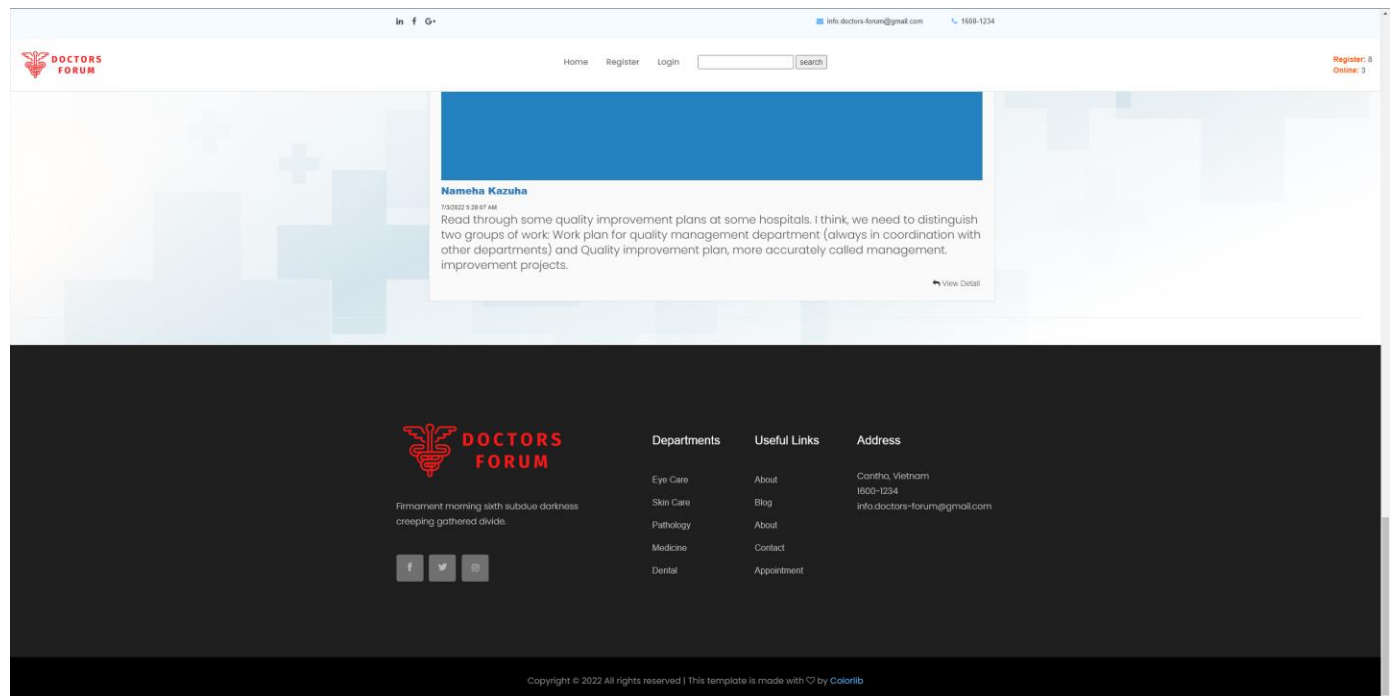 in f G+
info.doctors-forum@gmail.com 1600-1234
DOCTORS
FORUM
Home Register Login search
Register: 8
Online: 3
Nameha Kazuha
7/3/2022 5:28:07 AM
Read through some quality improvement plans at some hospitals. I think, we need to distinguish
two groups of work: Work plan for quality management department (always in coordination with
other departments) and Quality improvement plan, more accurately called management.
improvement projects.
View Detail
DOCTORS
FORUM
Firmament morning sixth subdue darkness
creeping gathered divide.
Departments
Eye Care
Skin Care
Pathology
Medicine
Dental
Useful Links
About
Blog
About
Contact
Appointment
Address
Cantho, Vietnam
1600-1234
info.doctors-forum@gmail.com
Copyright © 2022 All rights reserved | This template is made with ♡ by Colorlib